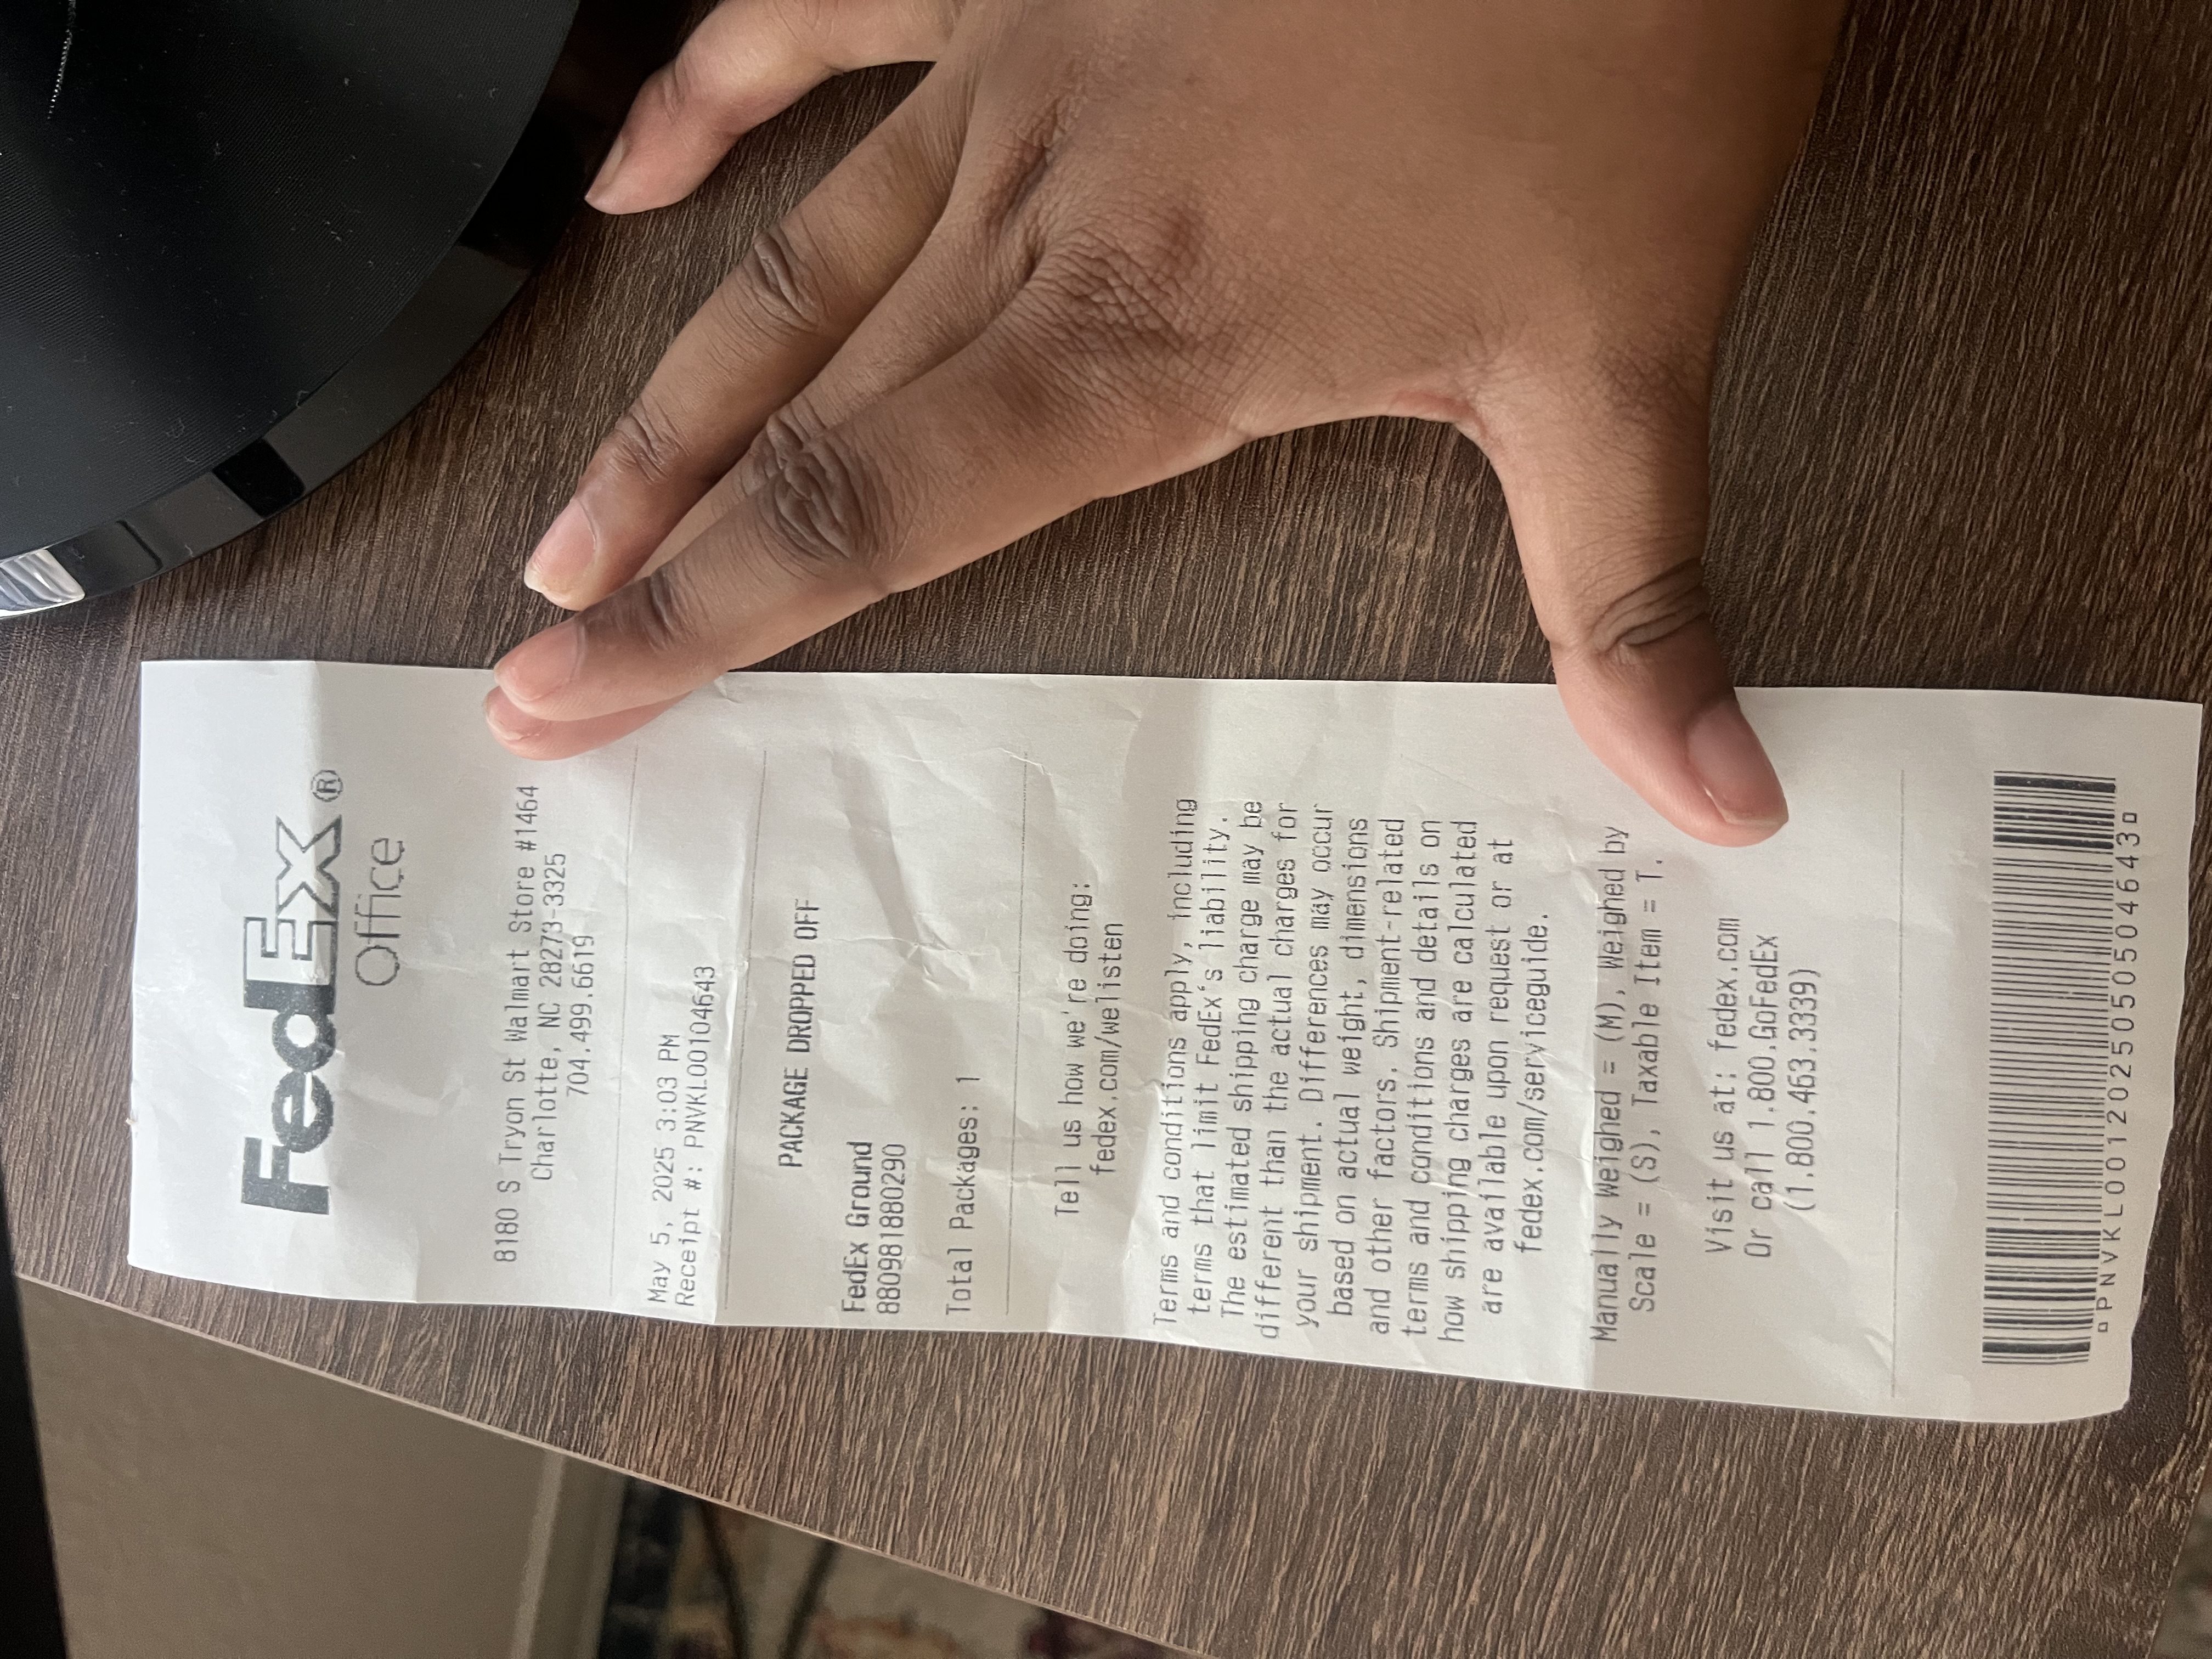 FedEx®
Office
8180 S Tryon St Walmart Store #1464
Charlotte, NC 28273-3325
704.499.6619
May 5, 2025 3:03 PM
Receipt #: PNVKL00104643
PACKAGE DROPPED OFF
FedEx Ground
880981880290
Total Packages: 1
Tell us how we're doing:
fedex.com/welisten
Terms and conditions apply, including
terms that limit FedEx's liability.
The estimated shipping charge may be
different than the actual charges for
your shipment. Differences may occur
based on actual weight, dimensions
and other factors. Shipment-related
terms and conditions and details on
how shipping charges are calculated
are available upon request or at
fedex.com/serviceguide.
Manually Weighed = (M), Weighed by
Scale = (S), Taxable Item = T.
Visit us at: fedex.com
Or call 1.800.GoFedEx
(1.800.463.3339)
▯PNVKL001202505050504643▯